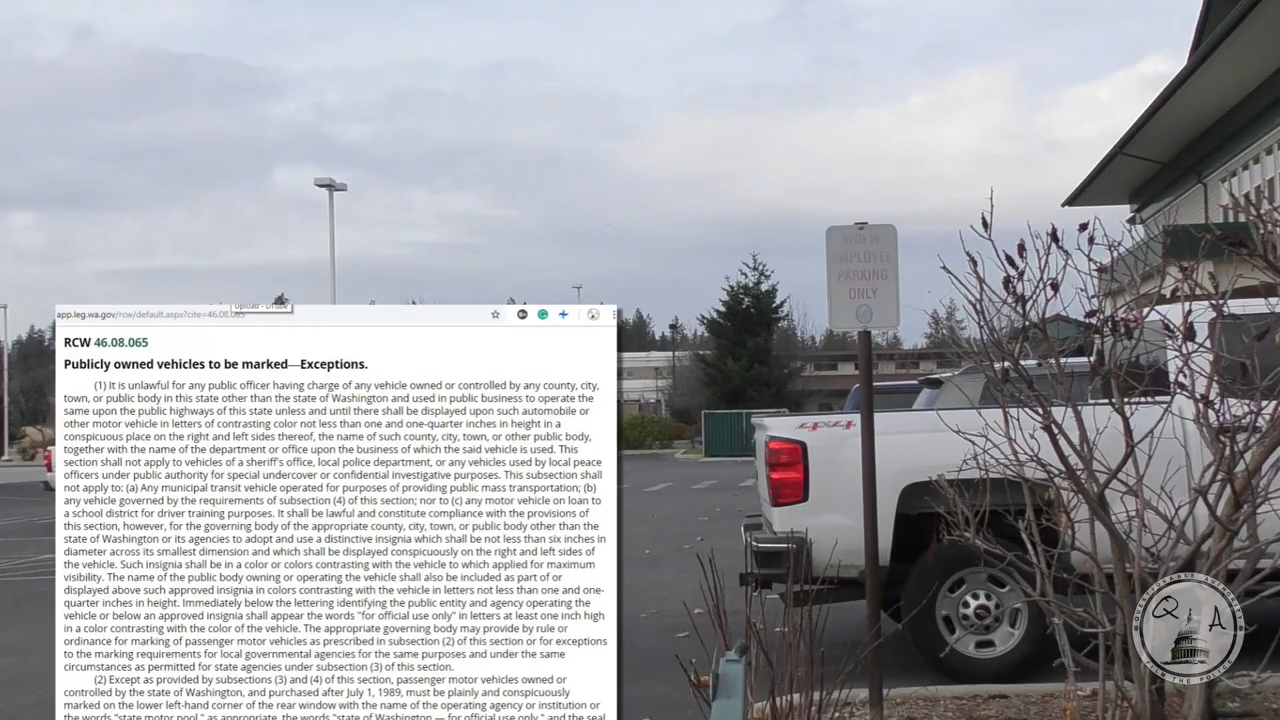 WDFW
EMPLOYEE
PARKING
ONLY
4x4
Upload - DTube
app.leg.wa.gov/rcw/default.aspx?cite=46.08.065
RCW 46.08.065
Publicly owned vehicles to be marked—Exceptions.
(1) It is unlawful for any public officer having charge of any vehicle owned or controlled by any county, city,
town, or public body in this state other than the state of Washington and used in public business to operate the
same upon the public highways of this state unless and until there shall be displayed upon such automobile or
other motor vehicle in letters of contrasting color not less than one and one-quarter inches in height in a
conspicuous place on the right and left sides thereof, the name of such county, city, town, or other public body,
together with the name of the department or office upon the business of which the said vehicle is used. This
section shall not apply to vehicles of a sheriff's office, local police department, or any vehicles used by local peace
officers under public authority for special undercover or confidential investigative purposes. This subsection shall
not apply to: (a) Any municipal transit vehicle operated for purposes of providing public mass transportation; (b)
any vehicle governed by the requirements of subsection (4) of this section; nor to (c) any motor vehicle on loan to
a school district for driver training purposes. It shall be lawful and constitute compliance with the provisions of
this section, however, for the governing body of the appropriate county, city, town, or public body other than the
state of Washington or its agencies to adopt and use a distinctive insignia which shall be not less than six inches in
diameter across its smallest dimension and which shall be displayed conspicuously on the right and left sides of
the vehicle. Such insignia shall be in a color or colors contrasting with the vehicle to which applied for maximum
visibility. The name of the public body owning or operating the vehicle shall also be included as part of or
displayed above such approved insignia in colors contrasting with the vehicle in letters not less than one and one-
quarter inches in height. Immediately below the lettering identifying the public entity and agency operating the
vehicle or below an approved insignia shall appear the words "for official use only" in letters at least one inch high
in a color contrasting with the color of the vehicle. The appropriate governing body may provide by rule or
ordinance for marking of passenger motor vehicles as prescribed in subsection (2) of this section or for exceptions
to the marking requirements for local governmental agencies for the same purposes and under the same
circumstances as permitted for state agencies under subsection (3) of this section.
(2) Except as provided by subsections (3) and (4) of this section, passenger motor vehicles owned or
controlled by the state of Washington, and purchased after July 1, 1989, must be plainly and conspicuously
marked on the lower left-hand corner of the rear window with the name of the operating agency or institution or
the words "state motor pool," as appropriate, the words "state of Washington — for official use only," and the seal
QUESTIONABLE AUTHORITY
Q A
FILM THE POLICE